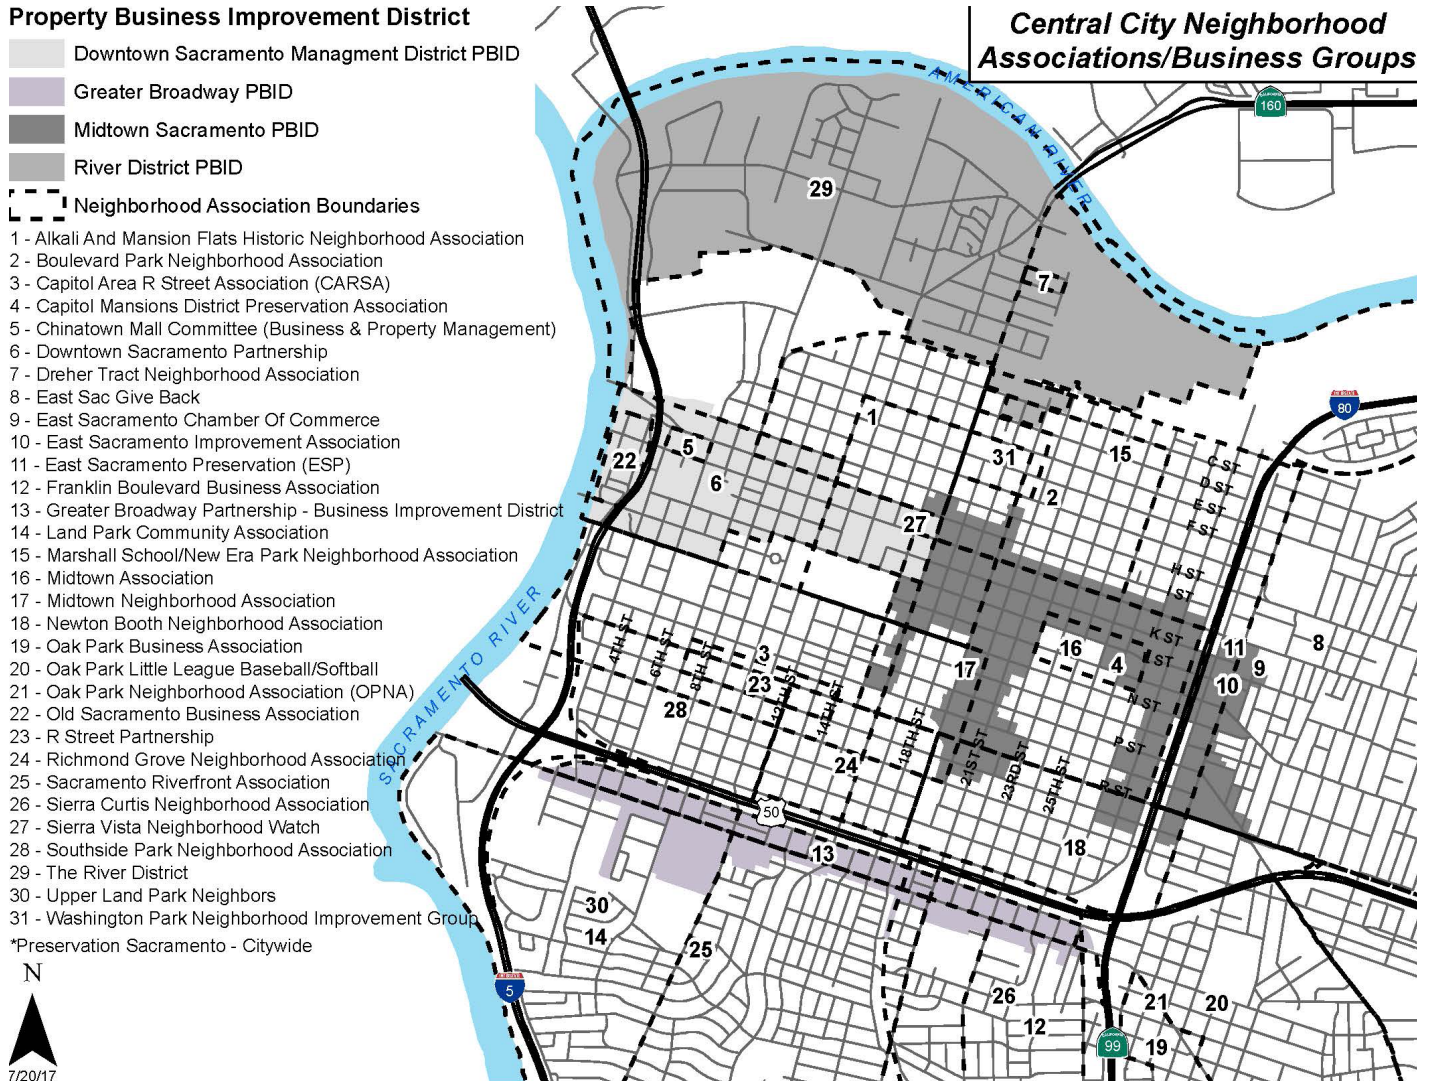 Property Business Improvement District
Downtown Sacramento Managment District PBID
Greater Broadway PBID
Midtown Sacramento PBID
River District PBID
Neighborhood Association Boundaries
1 - Alkali And Mansion Flats Historic Neighborhood Association
2 - Boulevard Park Neighborhood Association
3 - Capitol Area R Street Association (CARSA)
4 - Capitol Mansions District Preservation Association
5 - Chinatown Mall Committee (Business & Property Management)
6 - Downtown Sacramento Partnership
7 - Dreher Tract Neighborhood Association
8 - East Sac Give Back
9 - East Sacramento Chamber Of Commerce
10 - East Sacramento Improvement Association
11 - East Sacramento Preservation (ESP)
12 - Franklin Boulevard Business Association
13 - Greater Broadway Partnership - Business Improvement District
14 - Land Park Community Association
15 - Marshall School/New Era Park Neighborhood Association
16 - Midtown Association
17 - Midtown Neighborhood Association
18 - Newton Booth Neighborhood Association
19 - Oak Park Business Association
20 - Oak Park Little League Baseball/Softball
21 - Oak Park Neighborhood Association (OPNA)
22 - Old Sacramento Business Association
23 - R Street Partnership
24 - Richmond Grove Neighborhood Association
25 - Sacramento Riverfront Association
26 - Sierra Curtis Neighborhood Association
27 - Sierra Vista Neighborhood Watch
28 - Southside Park Neighborhood Association
29 - The River District
30 - Upper Land Park Neighbors
31 - Washington Park Neighborhood Improvement Group
*Preservation Sacramento - Citywide
N
7/20/17
Central City Neighborhood
Associations/Business Groups
AMERICAN RIVER
160
29
7
80
1
5
22
6
31
15
2
27
C ST
D ST
E ST
F ST
H ST
ST
K ST
ST
N ST
P ST
R ST
SACRAMENTO RIVER
4TH ST
6TH ST
8TH ST
12TH ST
14TH ST
18TH ST
21ST ST
23RD ST
25TH ST
3
23
28
24
17
16
4
11
9
10
8
50
13
18
30
14
25
5
26
12
21
20
19
99